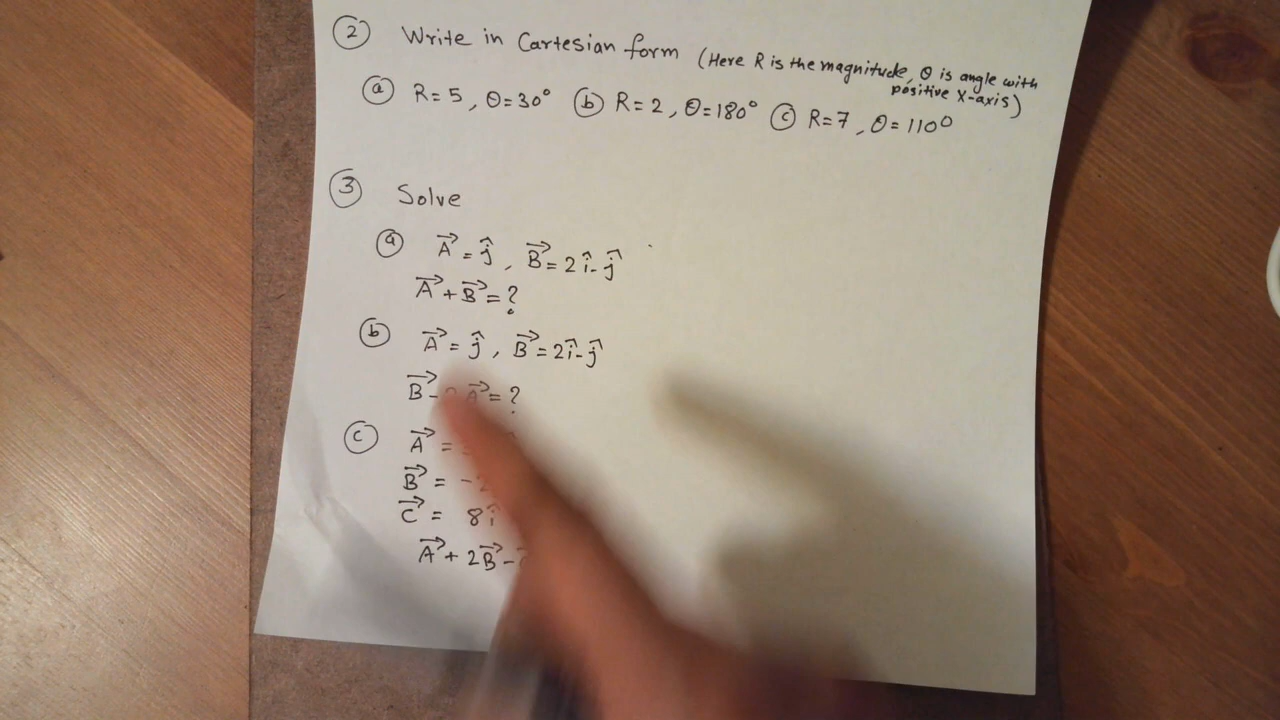 ② Write in Cartesian form (Here R is the magnitude, θ is angle with
positive X-axis)
ⓐ R=5, θ=30° ⓑ R=2, θ=180° ⓒ R=7, θ=110°
③ Solve
ⓐ A⃗ = ĵ, B⃗ = 2î-ĵ
A⃗ + B⃗ = ?
ⓑ A⃗ = ĵ, B⃗ = 2î-ĵ
B⃗ - A⃗ = ?
ⓒ A⃗ =
B⃗ = -
C⃗ = 8î
A⃗ + 2B⃗ -